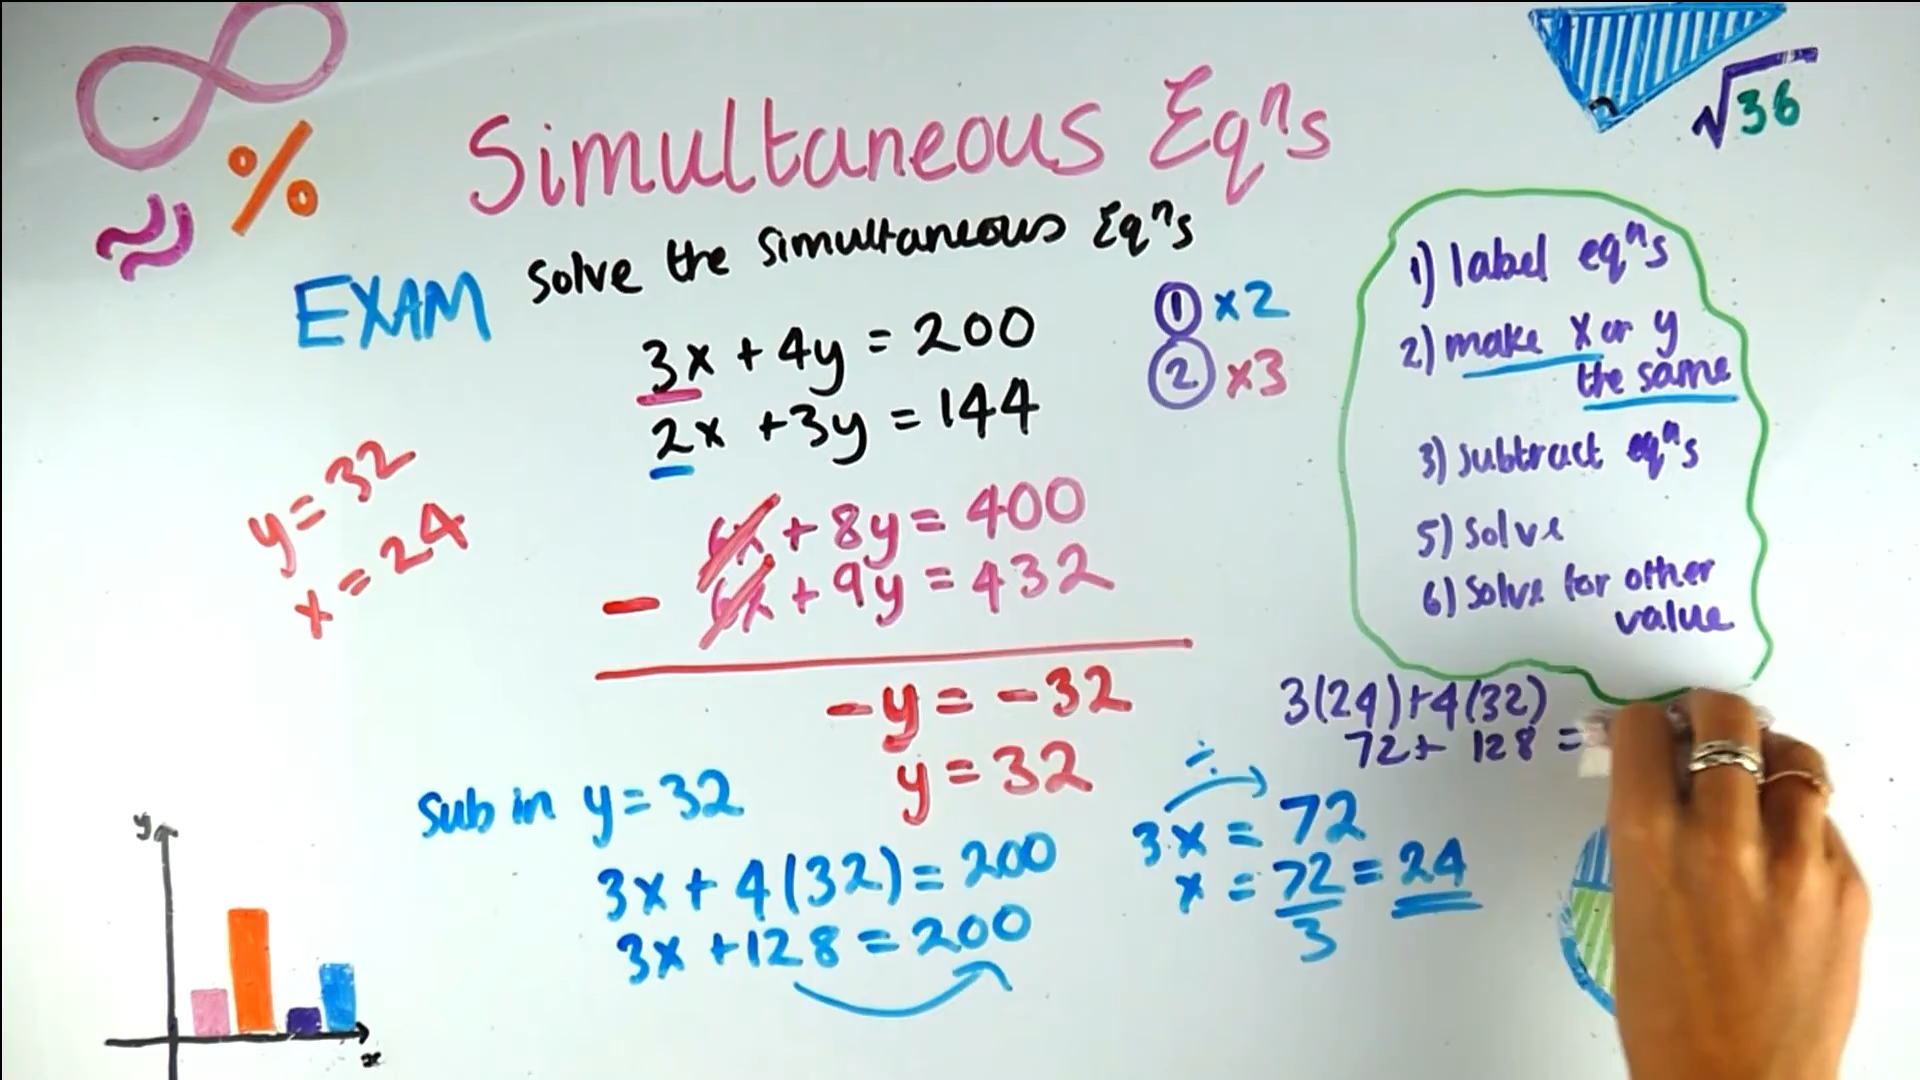 %
√36
Simultaneous Eqⁿs
Solve the simultaneous Eqⁿs
EXAM
3x + 4y = 200
2x + 3y = 144
① ×2
② ×3
1) label eqⁿs
2) make x or y
the same
3) subtract eqⁿs
5) Solve
6) Solve for other
value
y = 32
x = 24
6x + 8y = 400
- 6x + 9y = 432
-y = -32
y = 32
3(24)+4(32)
72 + 128 =
Sub in y = 32
3x + 4(32) = 200
3x + 128 = 200
÷
3x = 72
x = 72/3 = 24
y
x